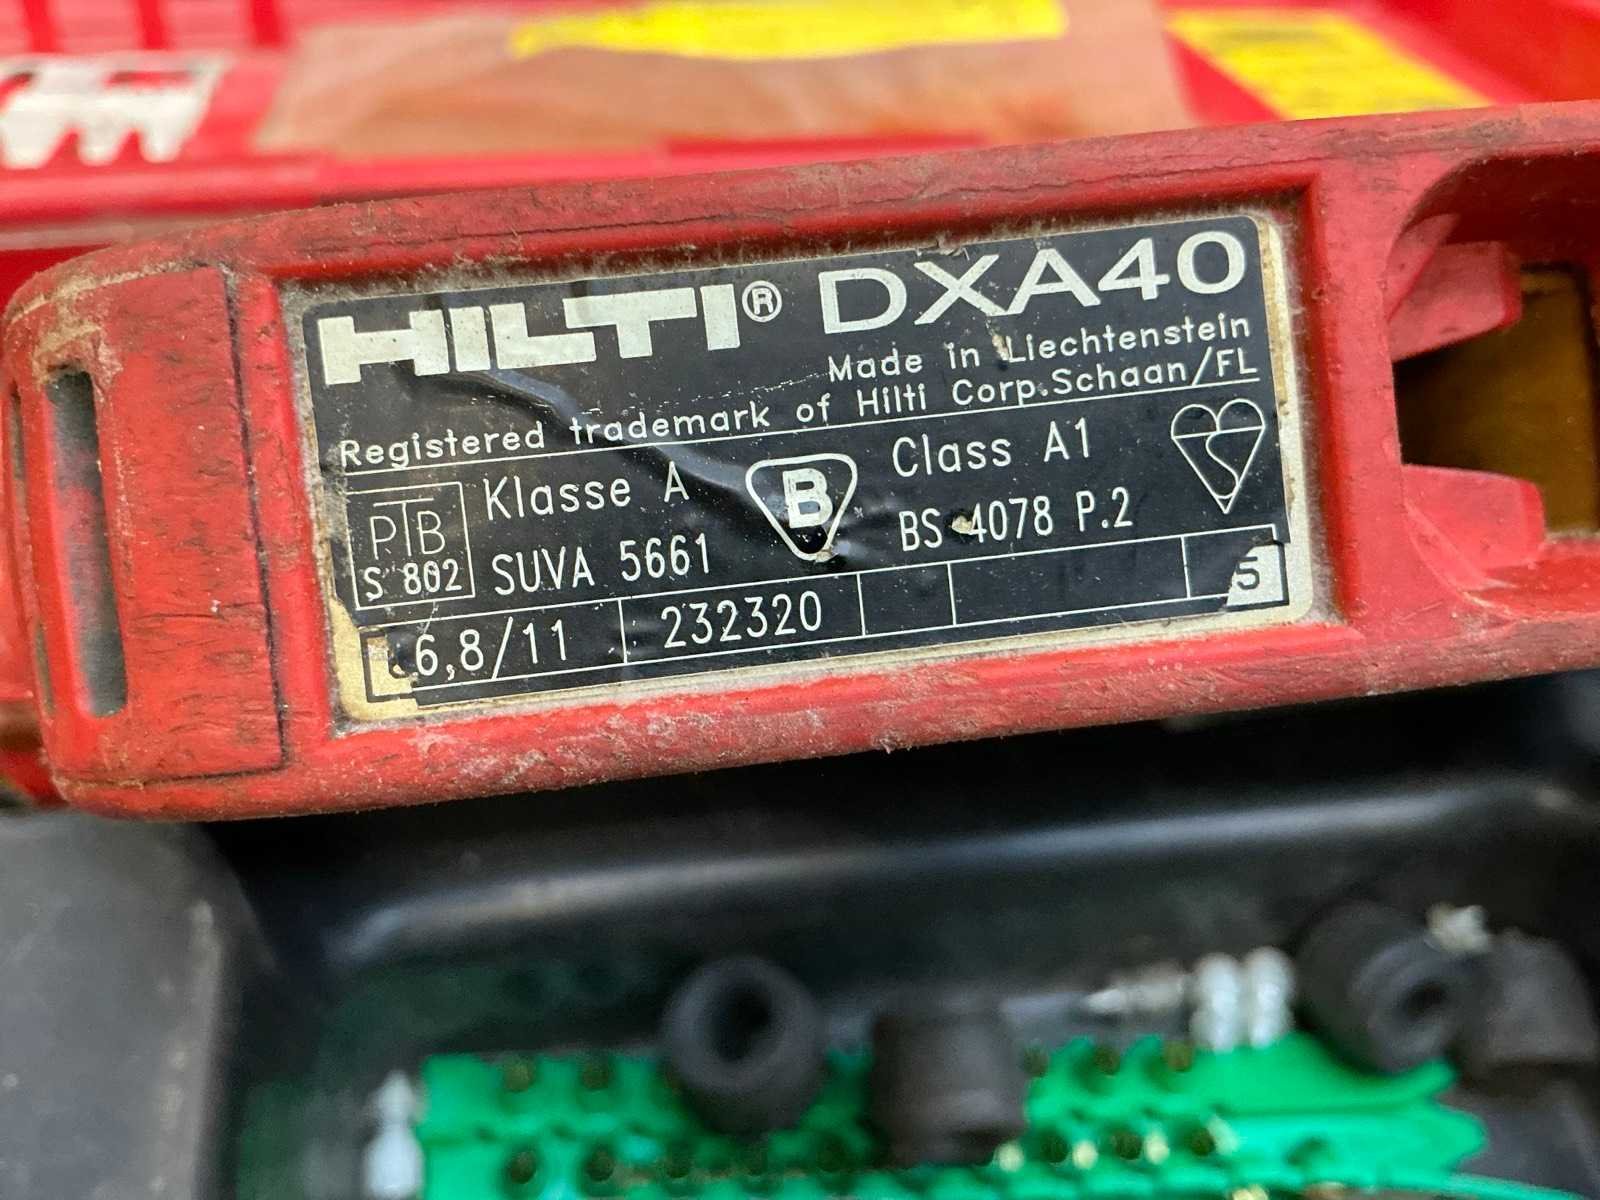 HILTI® DXA40
Made in Liechtenstein
Registered trademark of Hilti Corp.Schaan/FL
PTB
S 802
Klasse A
SUVA 5661
B
Class A1
BS 4078 P.2
6,8/11
232320
5